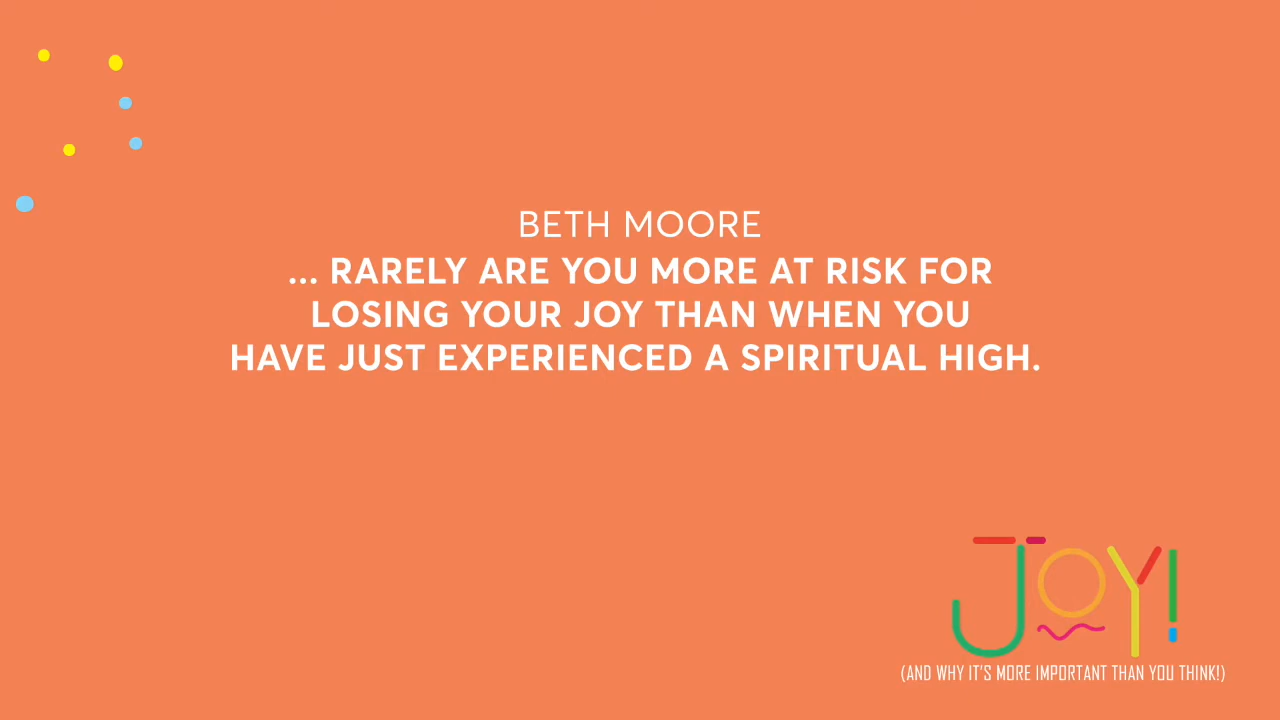 BETH MOORE
... RARELY ARE YOU MORE AT RISK FOR
LOSING YOUR JOY THAN WHEN YOU
HAVE JUST EXPERIENCED A SPIRITUAL HIGH.
JOY!
(AND WHY IT'S MORE IMPORTANT THAN YOU THINK!)